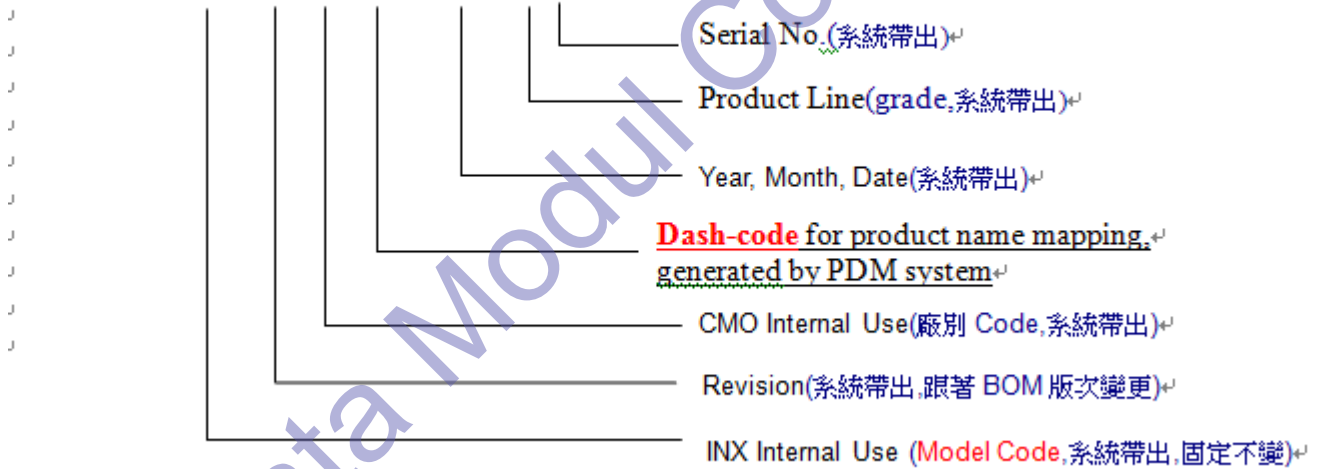 Serial No.(系統帶出)
Product Line(grade,系統帶出)
Year, Month, Date(系統帶出)
Dash-code for product name mapping,
generated by PDM system
CMO Internal Use(廠別 Code,系統帶出)
Revision(系統帶出,跟著 BOM 版次變更)
INX Internal Use (Model Code,系統帶出,固定不變)
ta Modul Co